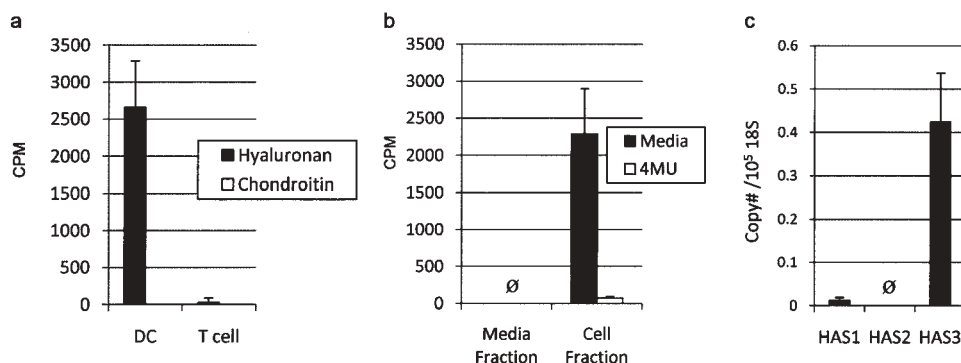 a
CPM
3500
3000
2500
2000
1500
1000
500
0
Hyaluronan
Chondroitin
DC
T cell
b
CPM
3500
3000
2500
2000
1500
1000
500
0
Media
4MU
Ø
Media
Fraction
Cell
Fraction
c
Copy# /10⁵ 18S
0.6
0.5
0.4
0.3
0.2
0.1
0
Ø
HAS1 HAS2 HAS3